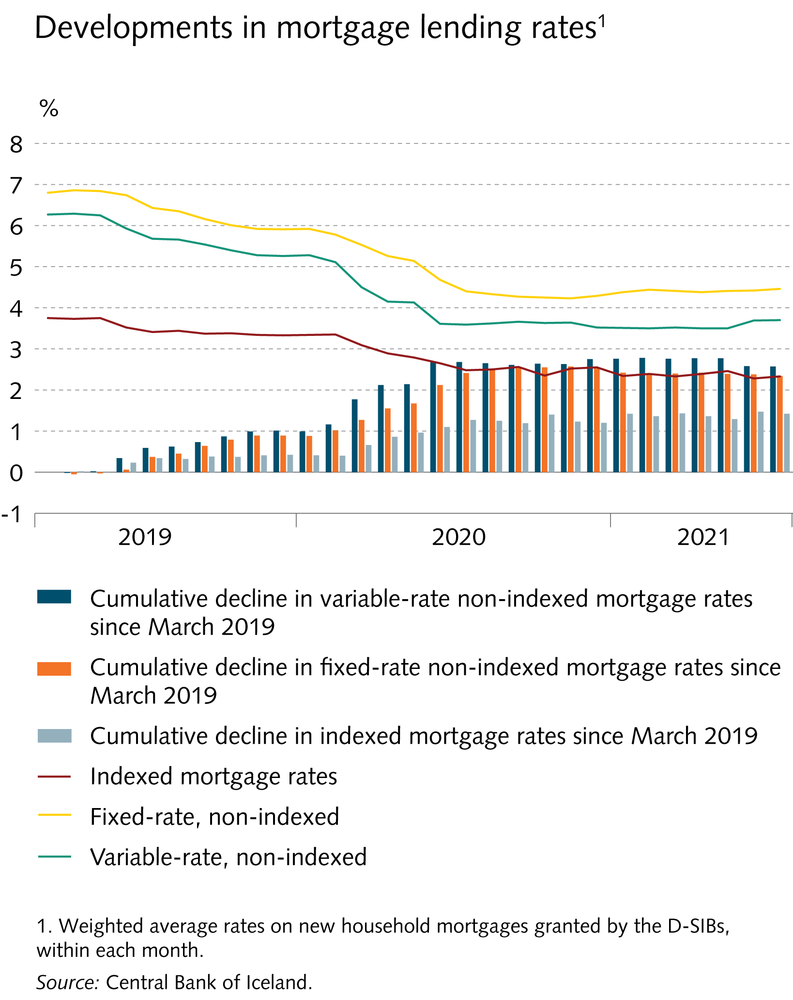 Developments in mortgage lending rates¹
%
8
7
6
5
4
3
2
1
0
-1
2019 2020 2021
Cumulative decline in variable-rate non-indexed mortgage rates
since March 2019
Cumulative decline in fixed-rate non-indexed mortgage rates since
March 2019
Cumulative decline in indexed mortgage rates since March 2019
Indexed mortgage rates
Fixed-rate, non-indexed
Variable-rate, non-indexed
1. Weighted average rates on new household mortgages granted by the D-SIBs,
within each month.
Source: Central Bank of Iceland.